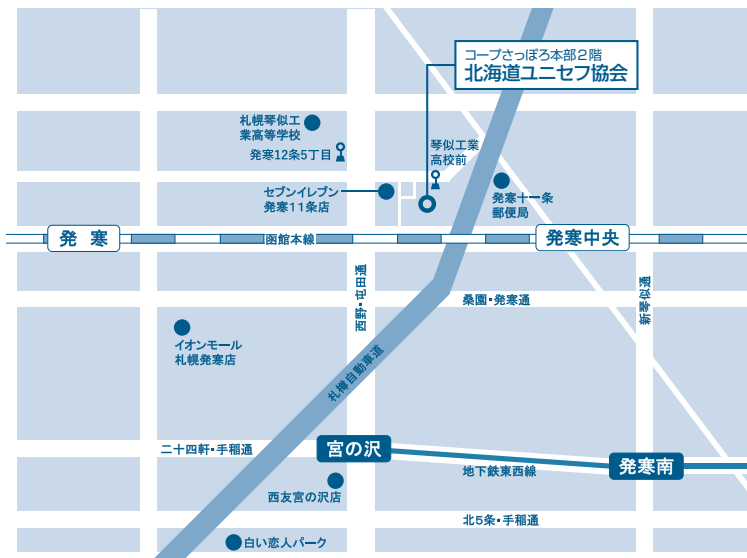 コープさっぽろ本部２階
北海道ユニセフ協会
札幌琴似工
業高等学校
発寒12条5丁目
琴似工業
高校前
セブンイレブン
発寒11条店
発寒十一条
郵便局
発寒
函館本線
発寒中央
西野・屯田通
桑園・発寒通
新琴似通
イオンモール
札幌発寒店
札樽自動車道
二十四軒・手稲通
宮の沢
地下鉄東西線
発寒南
西友宮の沢店
北5条・手稲通
白い恋人パーク